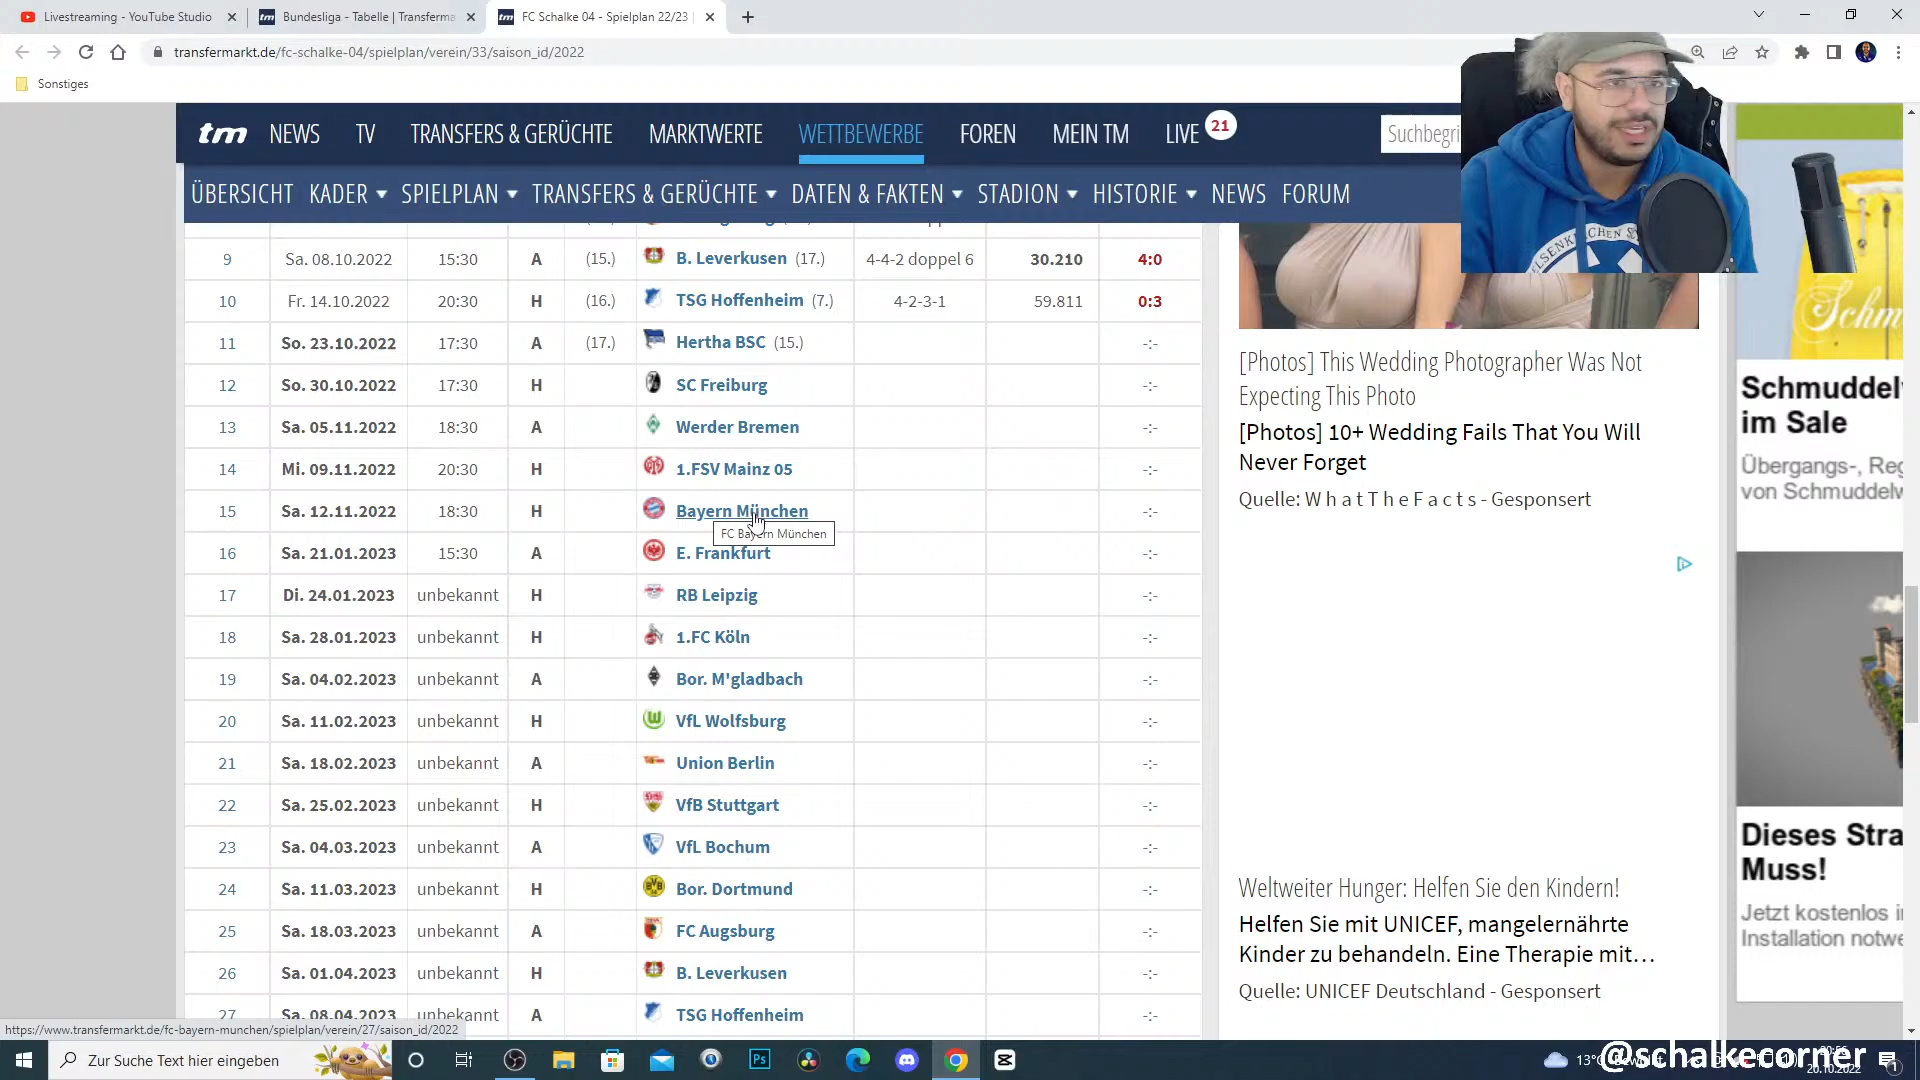 Livestreaming - YouTube Studio
Bundesliga - Tabelle | Transferma
FC Schalke 04 - Spielplan 22/23
transfermarkt.de/fc-schalke-04/spielplan/verein/33/saison_id/2022
Sonstiges
tm NEWS TV TRANSFERS & GERÜCHTE MARKTWERTE WETTBEWERBE FOREN MEIN TM LIVE 21 Suchbegri
ÜBERSICHT KADER SPIELPLAN TRANSFERS & GERÜCHTE DATEN & FAKTEN STADION HISTORIE NEWS FORUM
9 Sa. 08.10.2022 15:30 A (15.) B. Leverkusen (17.) 4-4-2 doppel 6 30.210 4:0
10 Fr. 14.10.2022 20:30 H (16.) TSG Hoffenheim (7.) 4-2-3-1 59.811 0:3
11 So. 23.10.2022 17:30 A (17.) Hertha BSC (15.) -:-
12 So. 30.10.2022 17:30 H SC Freiburg -:-
13 Sa. 05.11.2022 18:30 A Werder Bremen -:-
14 Mi. 09.11.2022 20:30 H 1.FSV Mainz 05 -:-
15 Sa. 12.11.2022 18:30 H Bayern München -:-
FC Bayern München
16 Sa. 21.01.2023 15:30 A E. Frankfurt -:-
17 Di. 24.01.2023 unbekannt H RB Leipzig -:-
18 Sa. 28.01.2023 unbekannt H 1.FC Köln -:-
19 Sa. 04.02.2023 unbekannt A Bor. M'gladbach -:-
20 Sa. 11.02.2023 unbekannt H VfL Wolfsburg -:-
21 Sa. 18.02.2023 unbekannt A Union Berlin -:-
22 Sa. 25.02.2023 unbekannt H VfB Stuttgart -:-
23 Sa. 04.03.2023 unbekannt A VfL Bochum -:-
24 Sa. 11.03.2023 unbekannt H Bor. Dortmund -:-
25 Sa. 18.03.2023 unbekannt A FC Augsburg -:-
26 Sa. 01.04.2023 unbekannt H B. Leverkusen -:-
27 Sa. 08.04.2023 unbekannt A TSG Hoffenheim -:-
https://www.transfermarkt.de/fc-bayern-munchen/spielplan/verein/27/saison_id/2022
[Photos] This Wedding Photographer Was Not
Expecting This Photo
[Photos] 10+ Wedding Fails That You Will
Never Forget
Quelle: W h a t T h e F a c t s - Gesponsert
Weltweiter Hunger: Helfen Sie den Kindern!
Helfen Sie mit UNICEF, mangelernährte
Kinder zu behandeln. Eine Therapie mit…
Quelle: UNICEF Deutschland - Gesponsert
Schm
Schmuddelw
im Sale
Übergangs-, Reg
von Schmuddelw
Dieses Stra
Muss!
Jetzt kostenlos i
Installation notwe
Zur Suche Text hier eingeben
Ps
13°C
@schalkecorner
20.10.2022
1